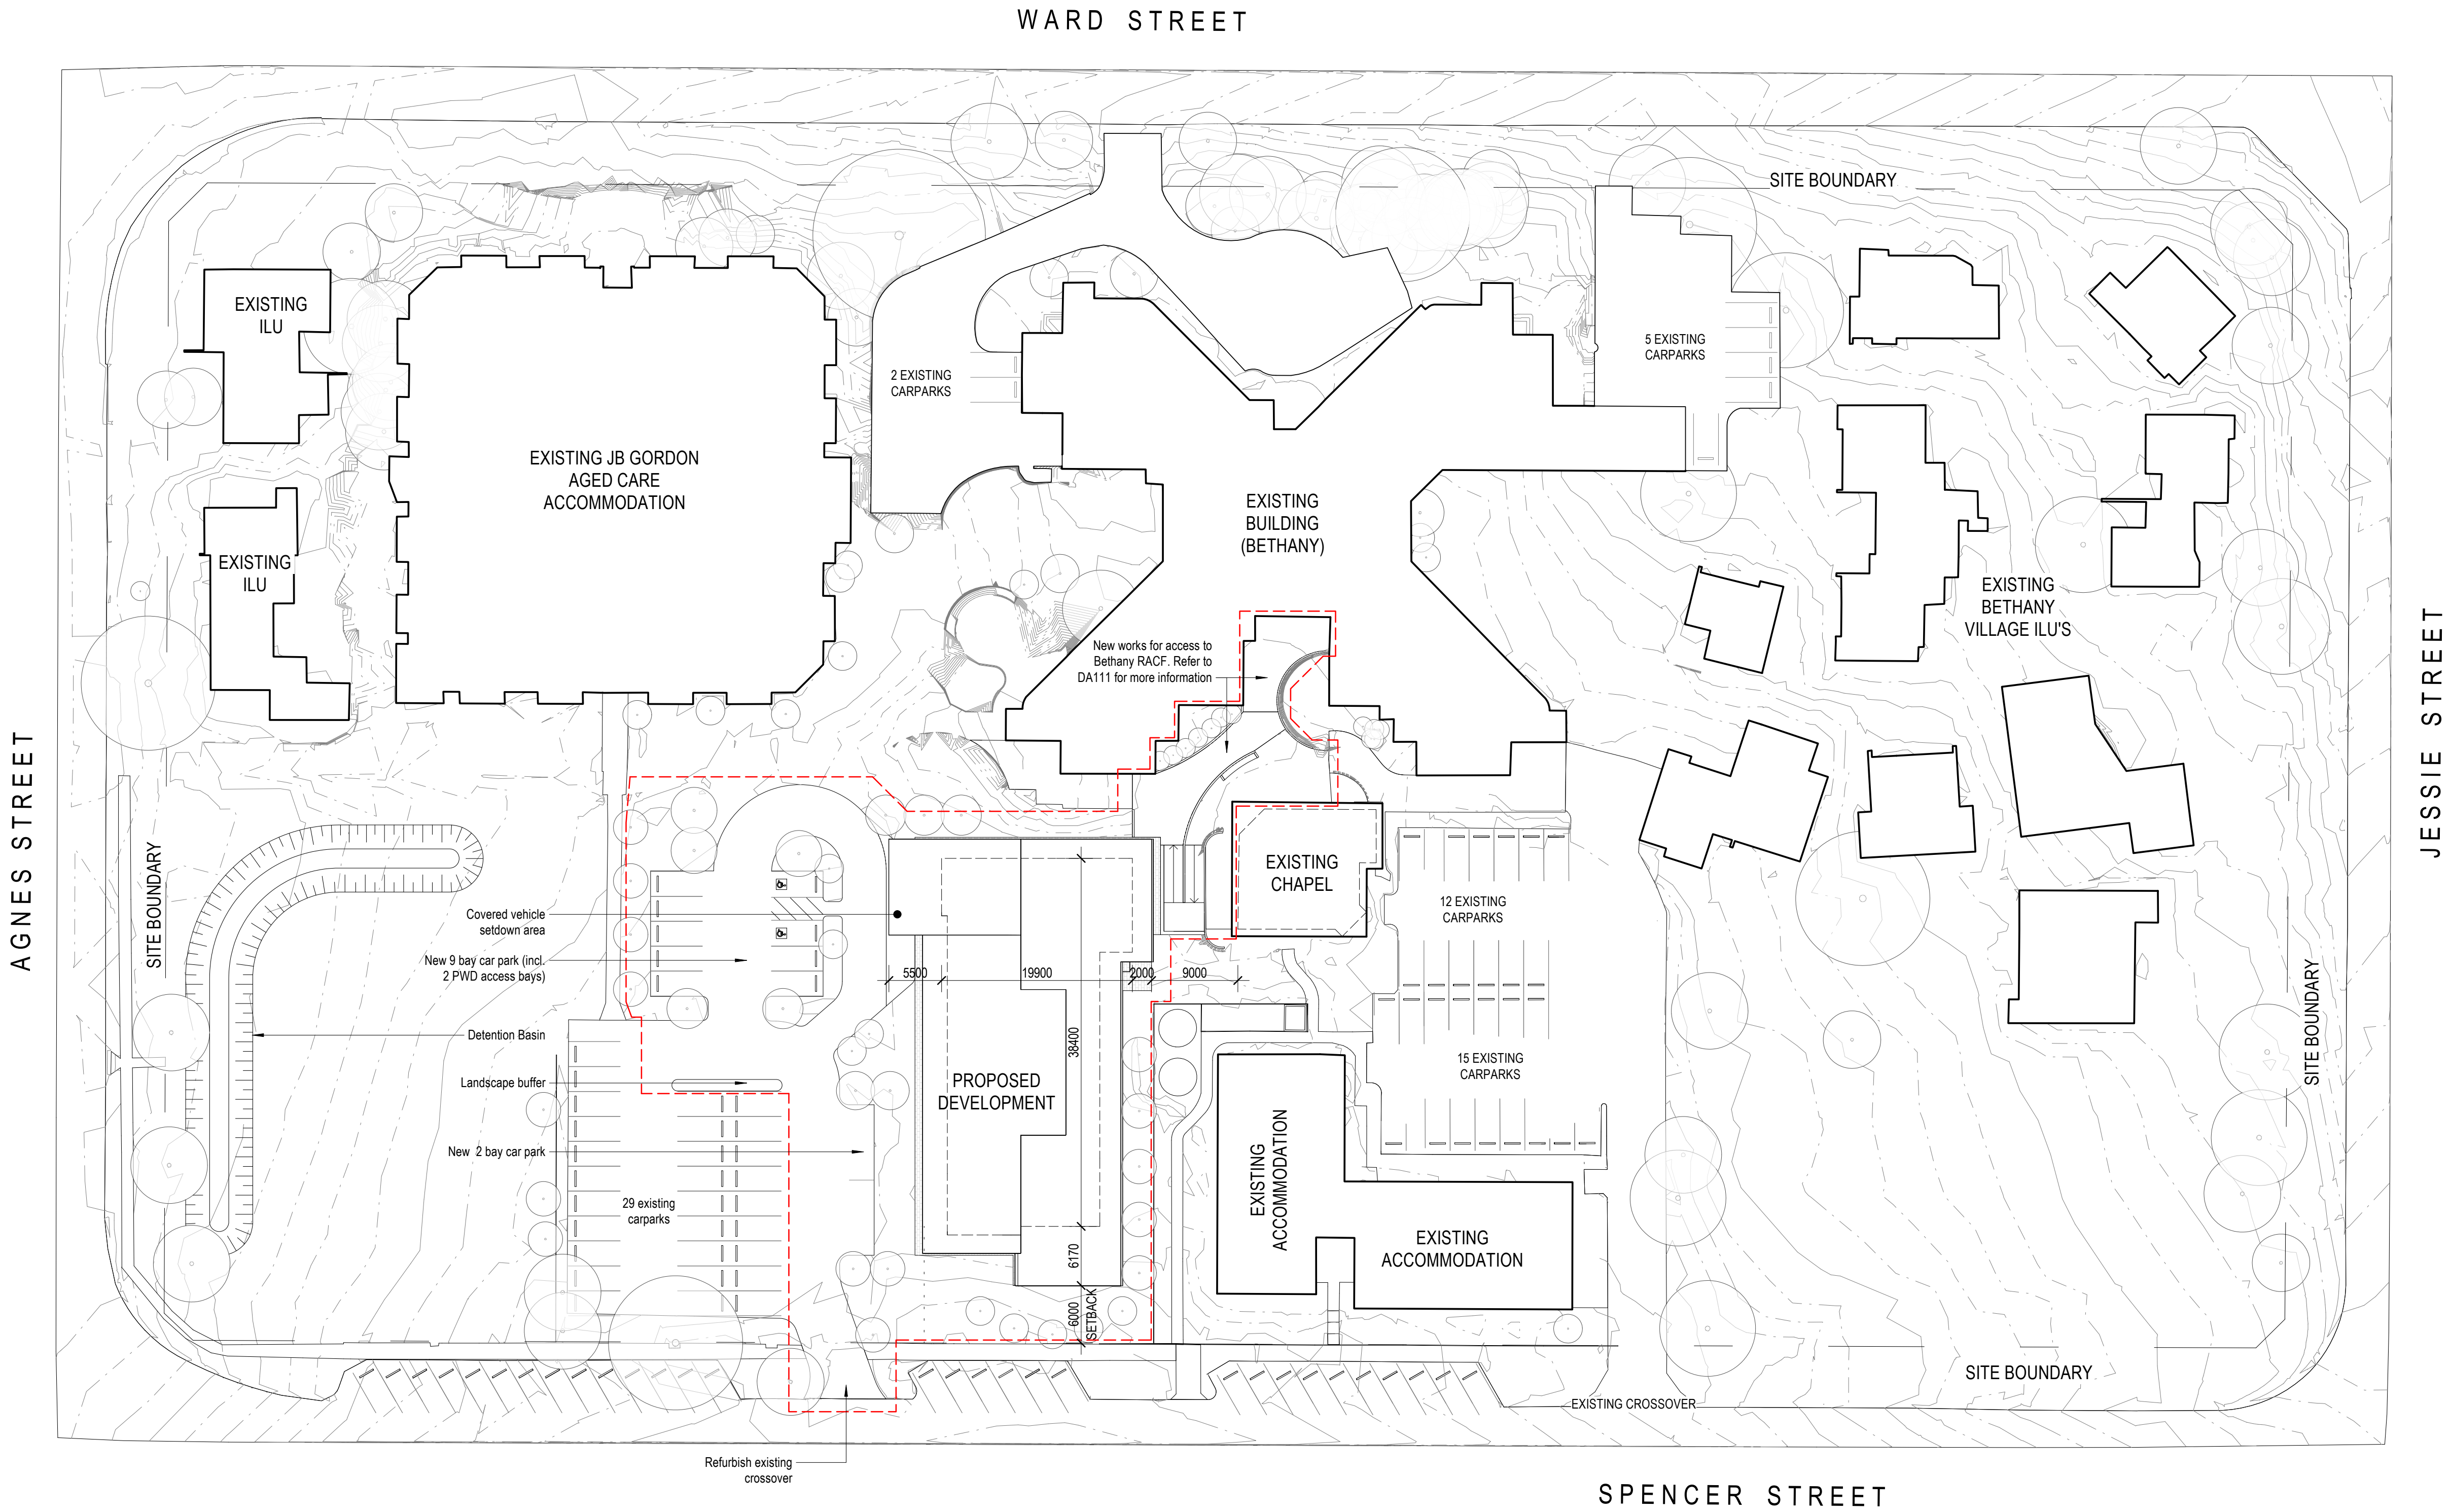 WARD STREET
SITE BOUNDARY
EXISTING
ILU
2 EXISTING
CARPARKS
5 EXISTING
CARPARKS
EXISTING JB GORDON
AGED CARE
ACCOMMODATION
EXISTING
BUILDING
(BETHANY)
EXISTING
ILU
EXISTING
BETHANY
VILLAGE ILU'S
New works for access to
Bethany RACF. Refer to
DA111 for more information
AGNES STREET
JESSIE STREET
SITE BOUNDARY
EXISTING
CHAPEL
12 EXISTING
CARPARKS
Covered vehicle
setdown area
New 9 bay car park (incl.
2 PWD access bays)
5500
19900
2000
9000
SITE BOUNDARY
Detention Basin
38400
15 EXISTING
CARPARKS
Landscape buffer
PROPOSED
DEVELOPMENT
New 2 bay car park
EXISTING
ACCOMMODATION
29 existing
carparks
6170
EXISTING
ACCOMMODATION
6000
SETBACK
SITE BOUNDARY
EXISTING CROSSOVER
Refurbish existing
crossover
SPENCER STREET